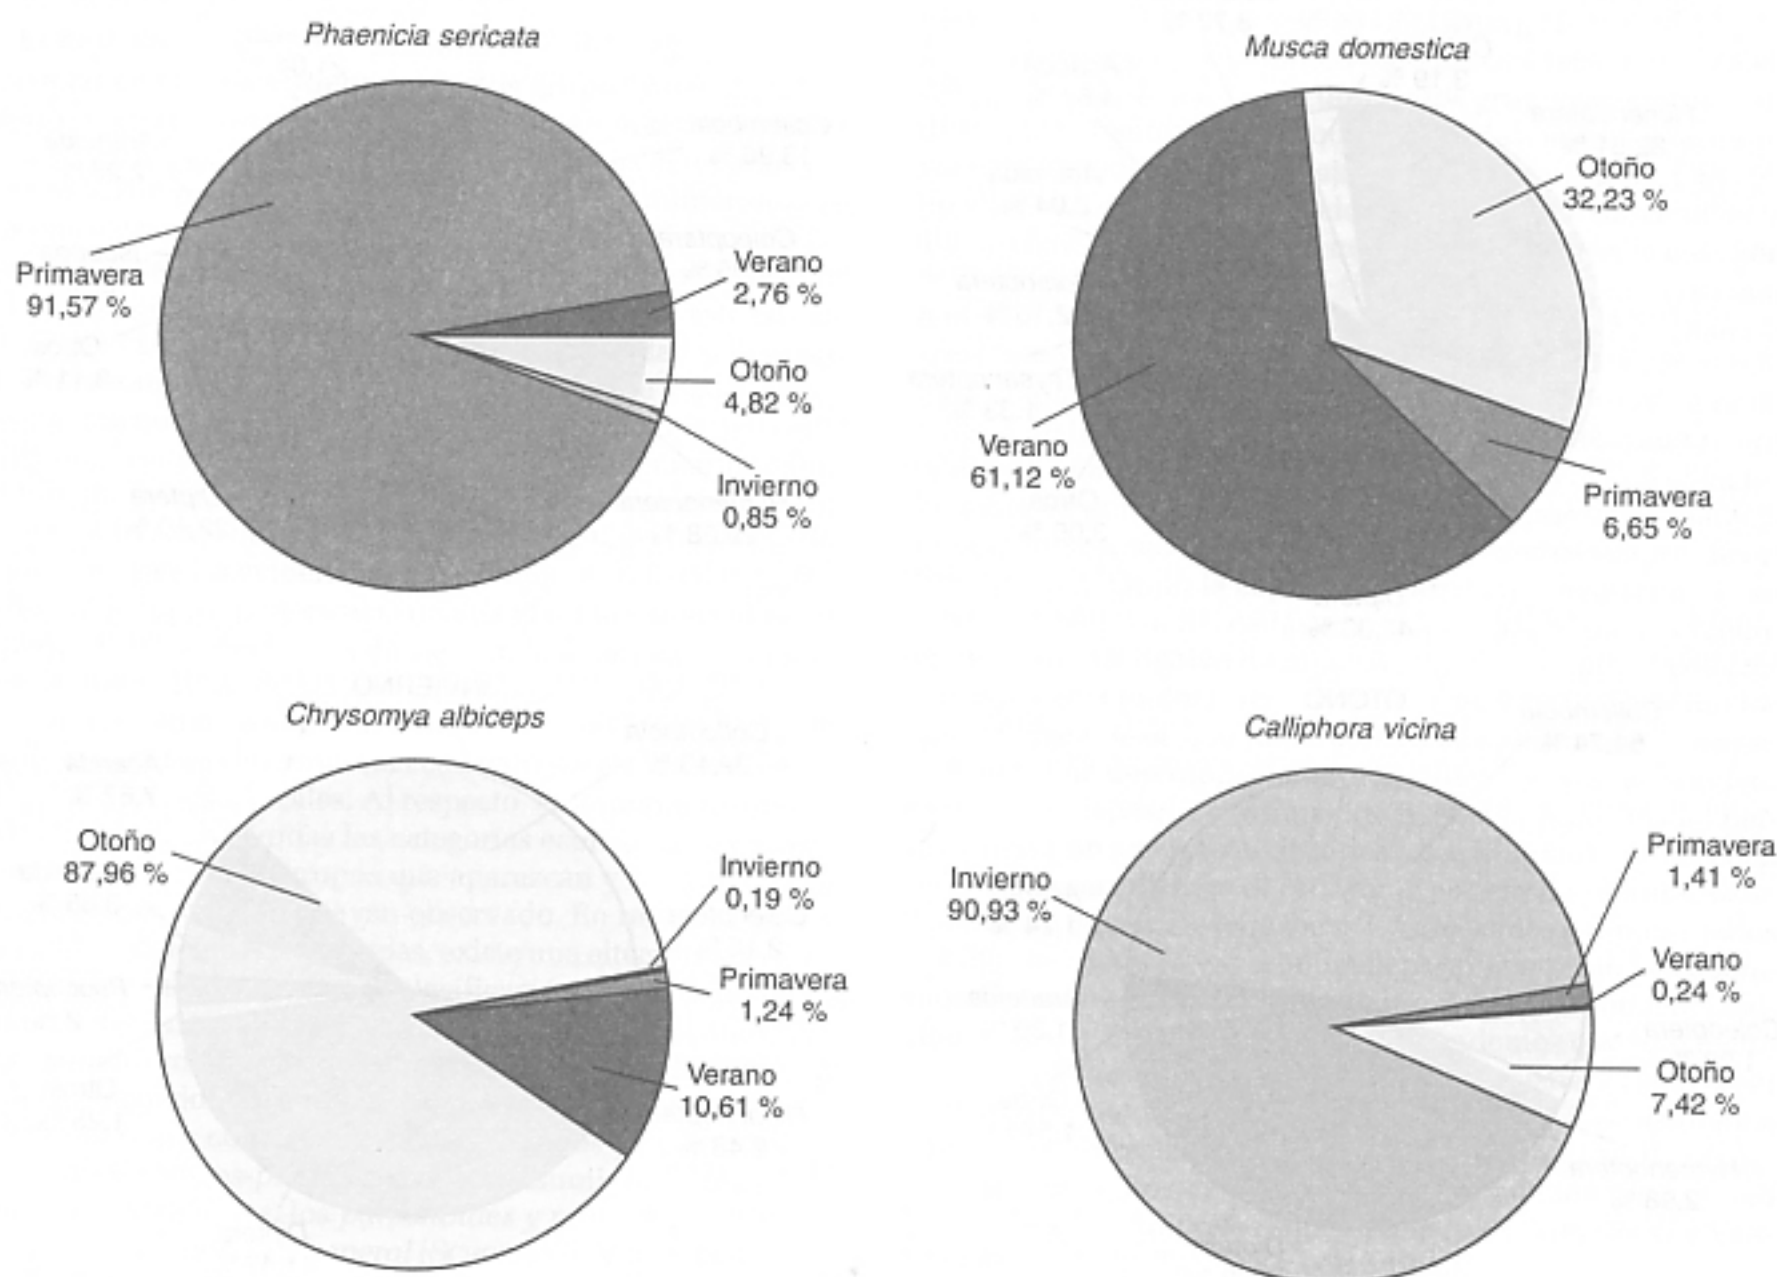 Phaenicia sericata
Primavera
91,57 %
Verano
2,76 %
Otoño
4,82 %
Invierno
0,85 %
Musca domestica
Otoño
32,23 %
Verano
61,12 %
Primavera
6,65 %
Chrysomya albiceps
Otoño
87,96 %
Invierno
0,19 %
Primavera
1,24 %
Verano
10,61 %
Calliphora vicina
Invierno
90,93 %
Primavera
1,41 %
Verano
0,24 %
Otoño
7,42 %